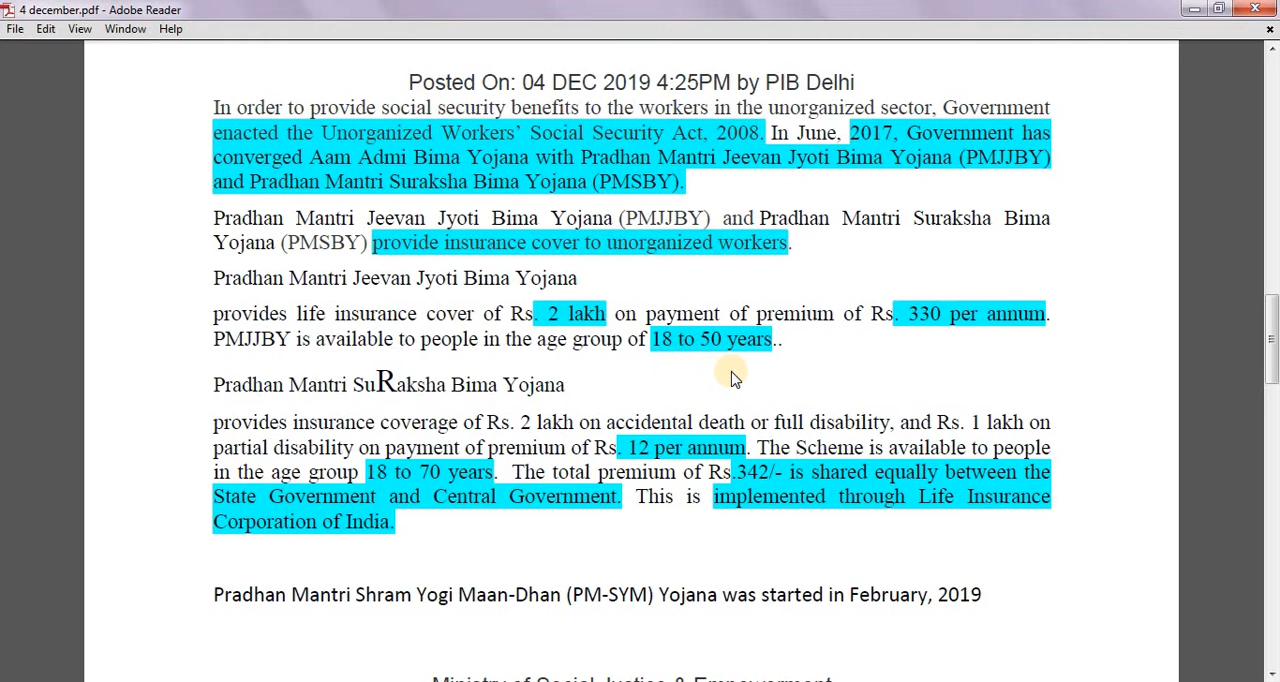 4 december.pdf - Adobe Reader
File Edit View Window Help
Posted On: 04 DEC 2019 4:25PM by PIB Delhi
In order to provide social security benefits to the workers in the unorganized sector, Government
enacted the Unorganized Workers’ Social Security Act, 2008. In June, 2017, Government has
converged Aam Admi Bima Yojana with Pradhan Mantri Jeevan Jyoti Bima Yojana (PMJJBY)
and Pradhan Mantri Suraksha Bima Yojana (PMSBY).
Pradhan Mantri Jeevan Jyoti Bima Yojana (PMJJBY) and Pradhan Mantri Suraksha Bima
Yojana (PMSBY) provide insurance cover to unorganized workers.
Pradhan Mantri Jeevan Jyoti Bima Yojana
provides life insurance cover of Rs. 2 lakh on payment of premium of Rs. 330 per annum.
PMJJBY is available to people in the age group of 18 to 50 years..
Pradhan Mantri SuRaksha Bima Yojana
provides insurance coverage of Rs. 2 lakh on accidental death or full disability, and Rs. 1 lakh on
partial disability on payment of premium of Rs. 12 per annum. The Scheme is available to people
in the age group 18 to 70 years. The total premium of Rs.342/- is shared equally between the
State Government and Central Government. This is implemented through Life Insurance
Corporation of India.
Pradhan Mantri Shram Yogi Maan-Dhan (PM-SYM) Yojana was started in February, 2019
Ministry of Social Justice & Empowerment